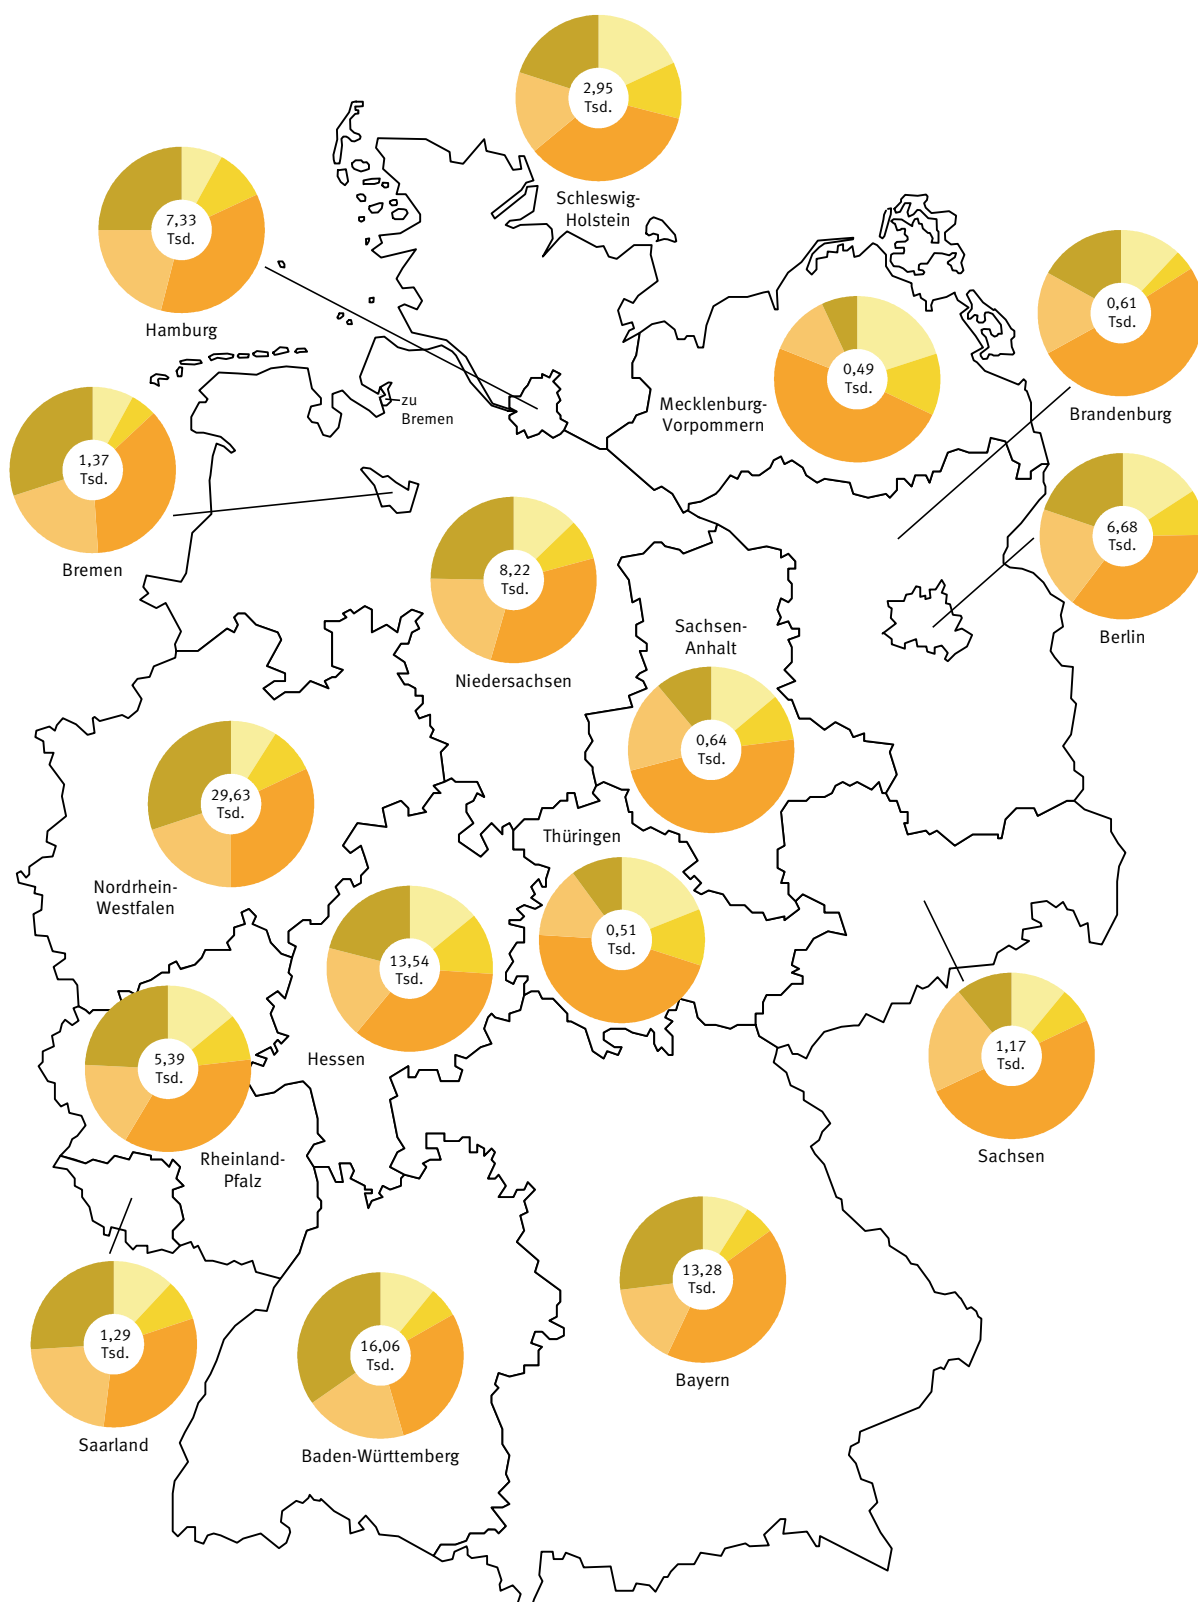 2,95
Tsd.
Schleswig-
Holstein
7,33
Tsd.
Hamburg
0,61
Tsd.
Brandenburg
0,49
Tsd.
Mecklenburg-
Vorpommern
zu
Bremen
1,37
Tsd.
Bremen
6,68
Tsd.
Berlin
8,22
Tsd.
Niedersachsen
Sachsen-
Anhalt
0,64
Tsd.
29,63
Tsd.
Nordrhein-
Westfalen
Thüringen
0,51
Tsd.
13,54
Tsd.
Hessen
5,39
Tsd.
Rheinland-
Pfalz
1,17
Tsd.
Sachsen
13,28
Tsd.
Bayern
1,29
Tsd.
Saarland
16,06
Tsd.
Baden-Württemberg